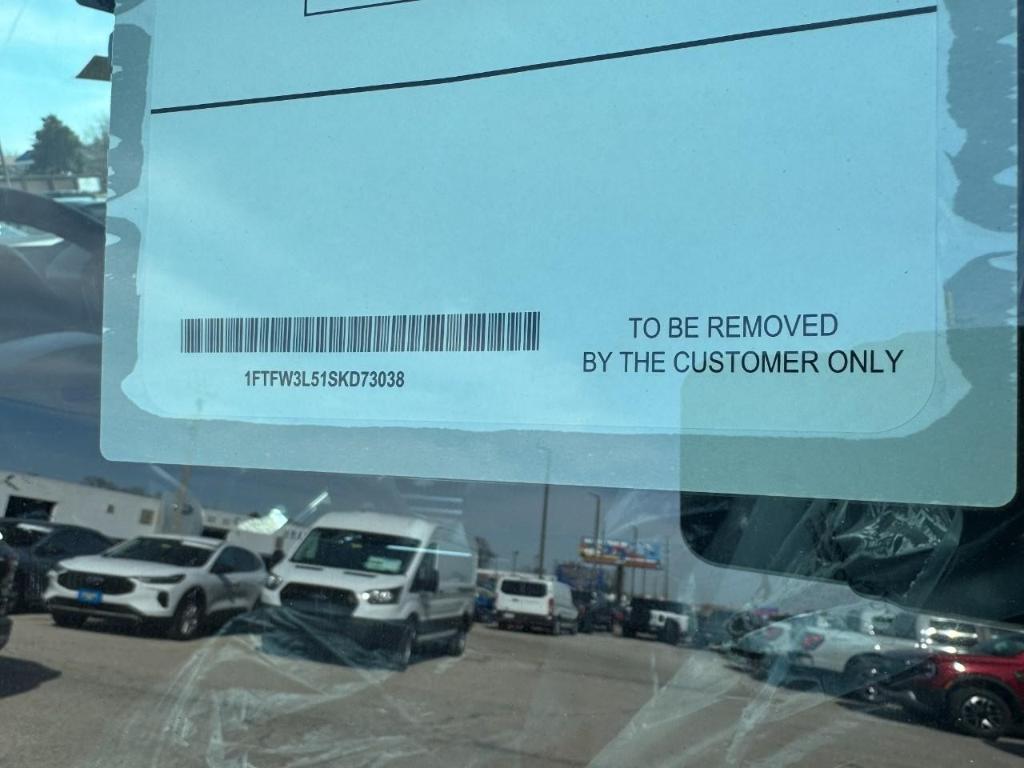 TO BE REMOVED
BY THE CUSTOMER ONLY
1FTFW3L51SKD73038